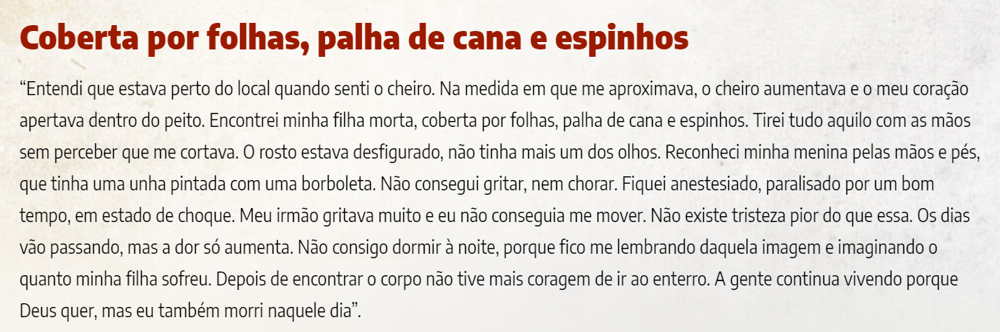 Coberta por folhas, palha de cana e espinhos
“Entendi que estava perto do local quando senti o cheiro. Na medida em que me aproximava, o cheiro aumentava e o meu coração
apertava dentro do peito. Encontrei minha filha morta, coberta por folhas, palha de cana e espinhos. Tirei tudo aquilo com as mãos
sem perceber que me cortava. O rosto estava desfigurado, não tinha mais um dos olhos. Reconheci minha menina pelas mãos e pés,
que tinha uma unha pintada com uma borboleta. Não consegui gritar, nem chorar. Fiquei anestesiado, paralisado por um bom
tempo, em estado de choque. Meu irmão gritava muito e eu não conseguia me mover. Não existe tristeza pior do que essa. Os dias
vão passando, mas a dor só aumenta. Não consigo dormir à noite, porque fico me lembrando daquela imagem e imaginando o
quanto minha filha sofreu. Depois de encontrar o corpo não tive mais coragem de ir ao enterro. A gente continua vivendo porque
Deus quer, mas eu também morri naquele dia”.